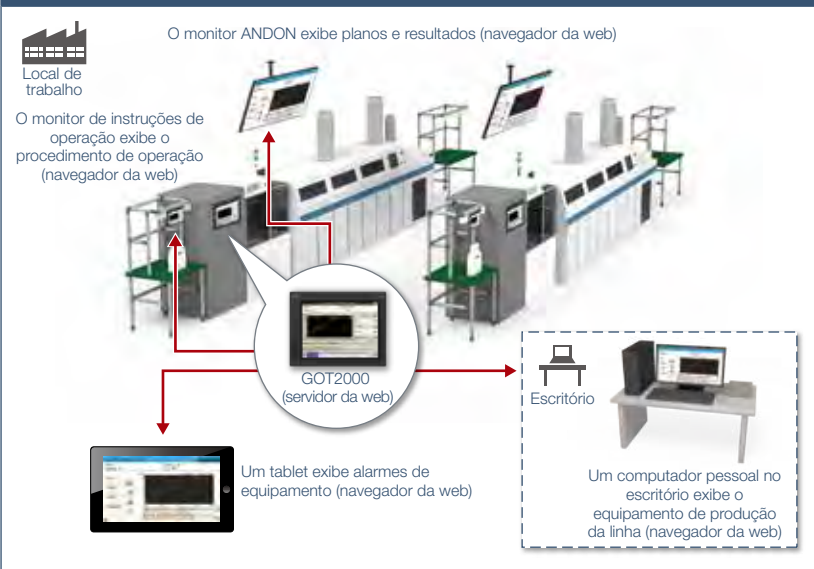 O monitor ANDON exibe planos e resultados (navegador da web)
Local de
trabalho
O monitor de instruções de
operação exibe o
procedimento de operação
(navegador da web)
GOT2000
(servidor da web)
Escritório
Um tablet exibe alarmes de
equipamento (navegador da web)
Um computador pessoal no
escritório exibe o
equipamento de produção
da linha (navegador da web)